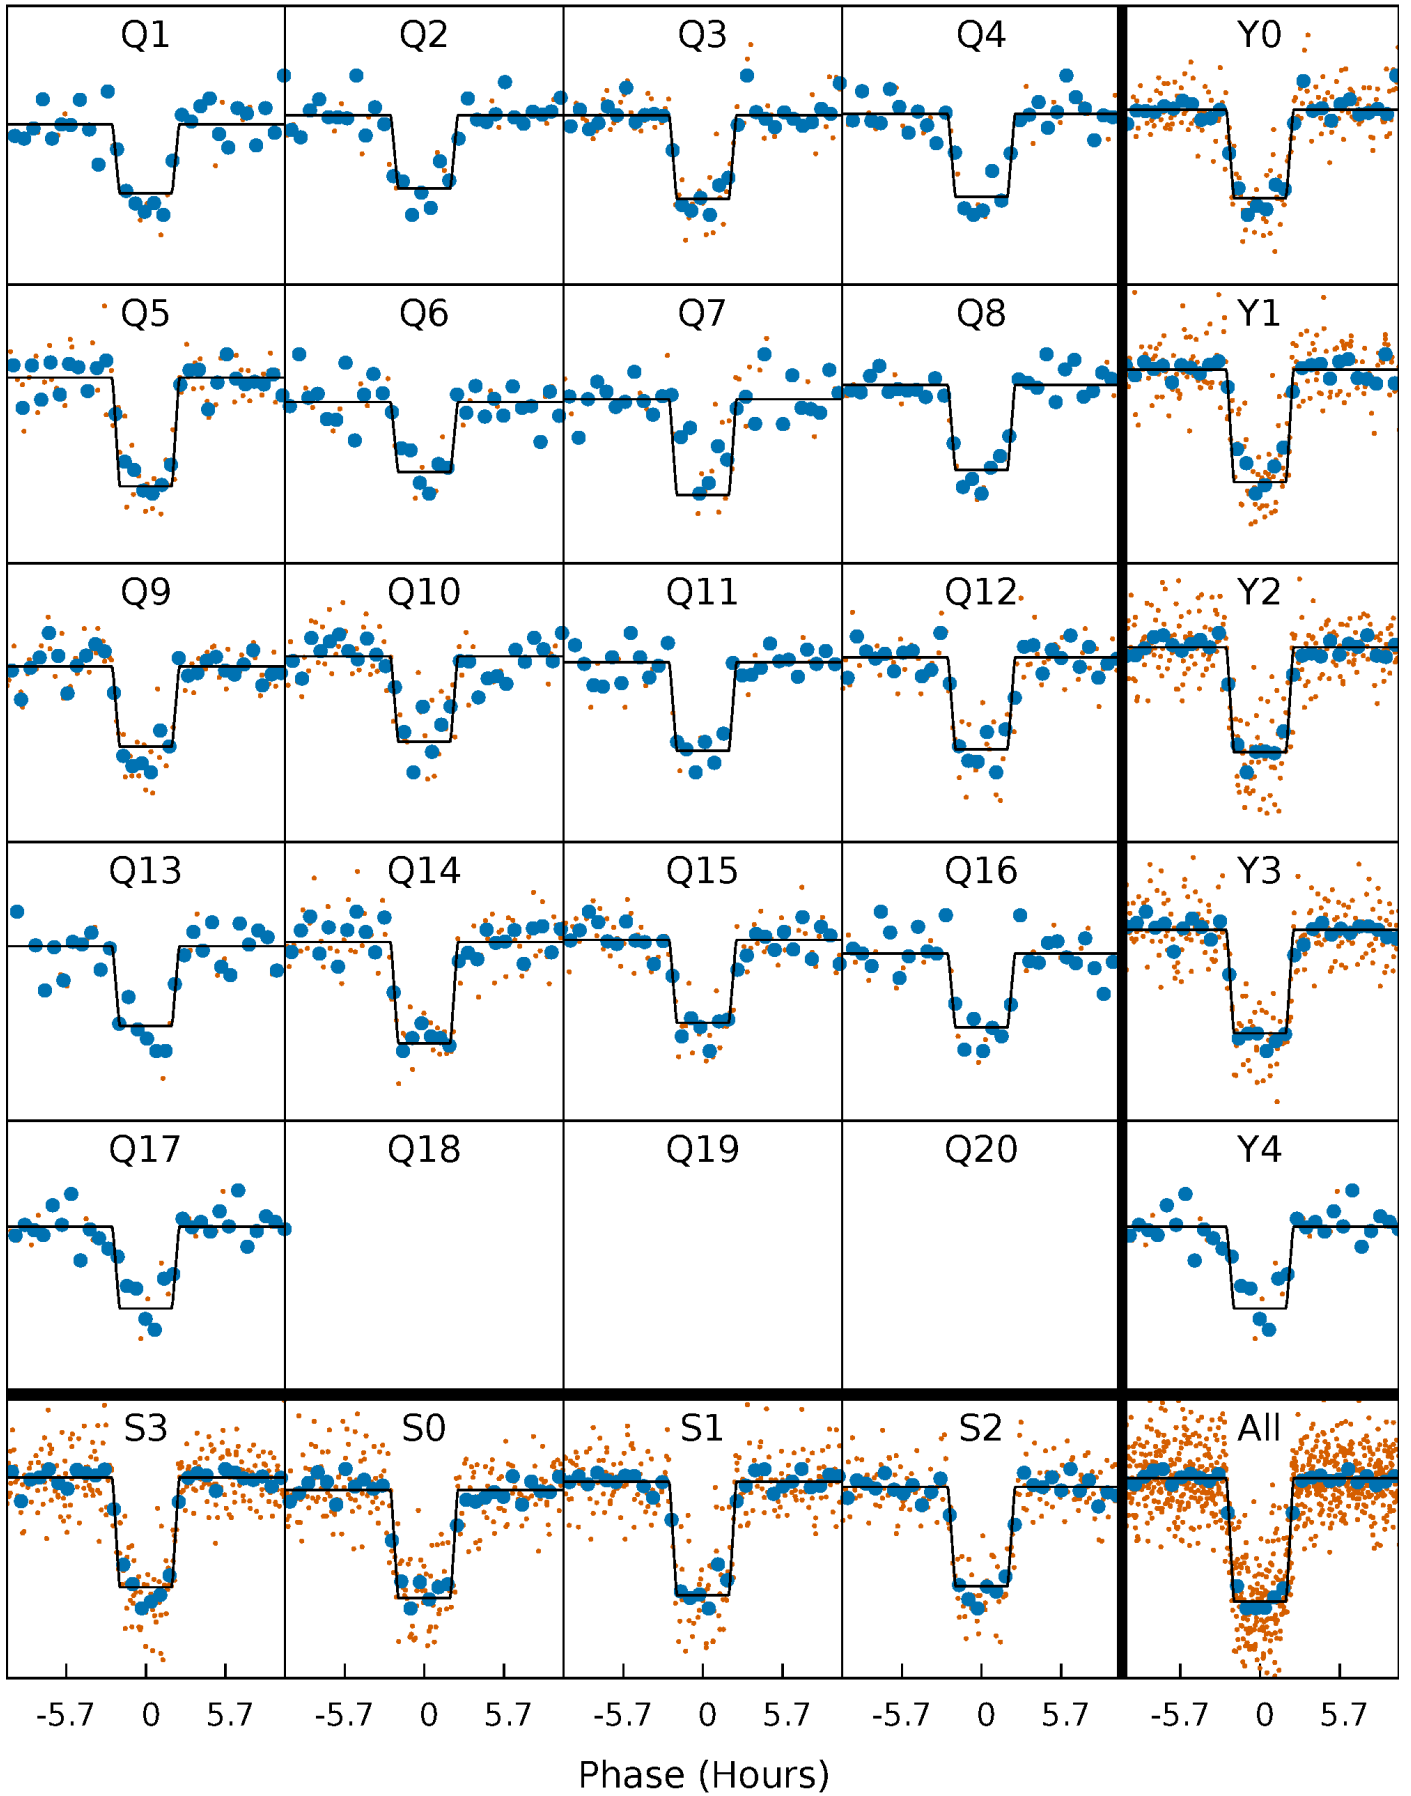 Q1 Q2 Q3 Q4 Y0
Q5 Q6 Q7 Q8 Y1
Q9 Q10 Q11 Q12 Y2
Q13 Q14 Q15 Q16 Y3
Q17 Q18 Q19 Q20 Y4
S3 S0 S1 S2 All
-5.7 0 5.7 -5.7 0 5.7 -5.7 0 5.7 -5.7 0 5.7 -5.7 0 5.7
Phase (Hours)